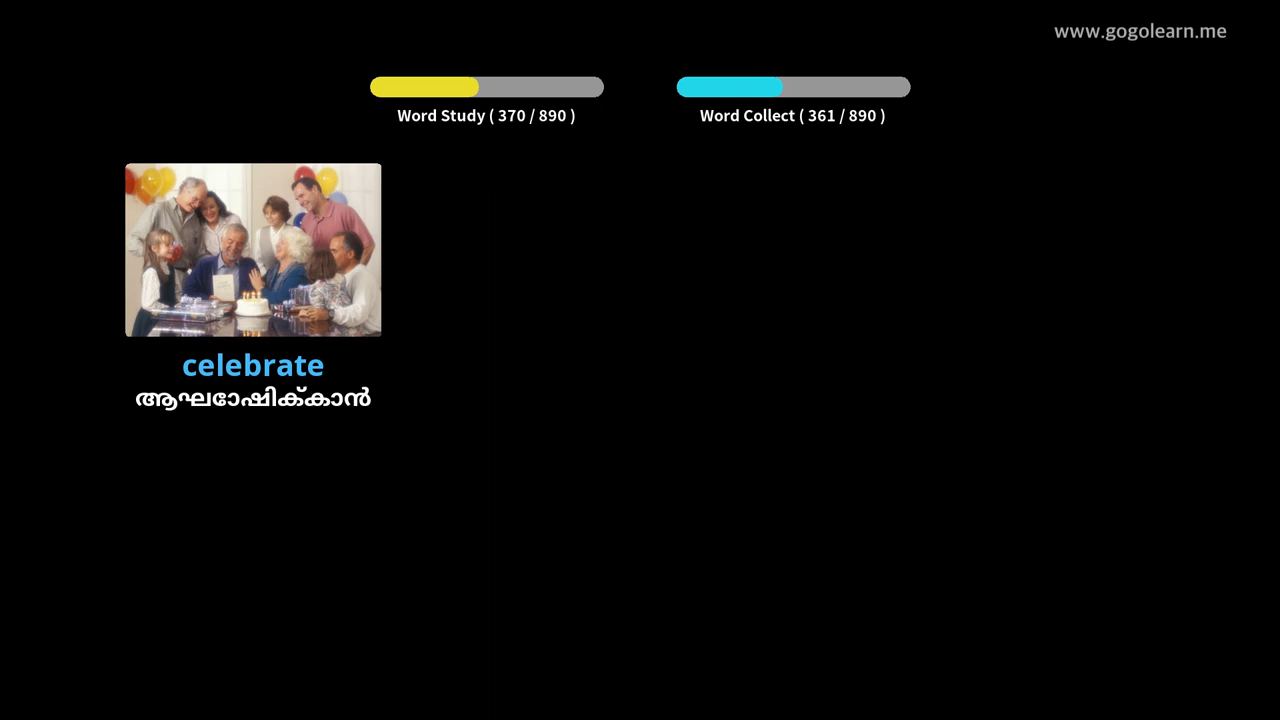 www.gogolearn.me
Word Study ( 370 / 890 )
Word Collect ( 361 / 890 )
celebrate
ആഘോഷിക്കാൻ